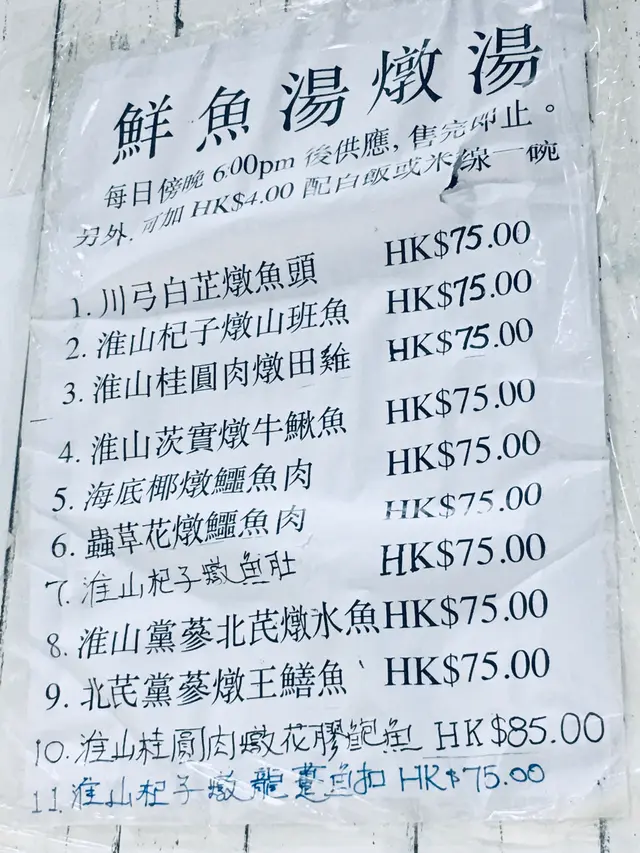 鮮魚湯燉湯
每日傍晚 6:00pm 後供應, 售完即止。
另外. 可加 HK$4.00 配白飯或米線一碗
1. 川弓白芷燉魚頭 HK$75.00
2. 淮山杞子燉山班魚 HK$75.00
3. 淮山桂圓肉燉田雞 HK$75.00
4. 淮山茨實燉牛鰍魚 HK$75.00
5. 海底椰燉鱷魚肉 HK$75.00
6. 蟲草花燉鱷魚肉 HK$75.00
7. 淮山杞子燉魚肚 HK$75.00
8. 淮山黨蔘北芪燉水魚 HK$75.00
9. 北芪黨蔘燉王鱔魚 HK$75.00
10. 淮山桂圓肉燉花膠鮑魚 HK$85.00
11. 淮山杞子燉龍躉魚扣 HK$75.00